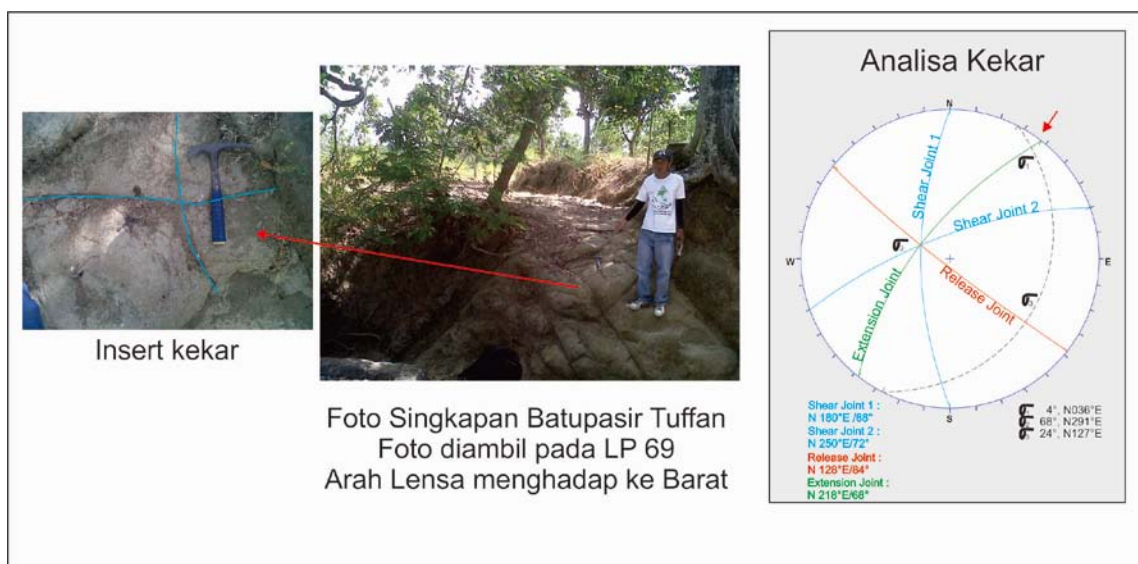 Insert kekar
Foto Singkapan Batupasir Tuffan
Foto diambil pada LP 69
Arah Lensa menghadap ke Barat
Analisa Kekar
N
Shear Joint 1
Shear Joint 2
W
E
Release Joint
Extension Joint
S
Shear Joint 1 :
N 180°E /68°
Shear Joint 2 :
N 250°E/72°
Release Joint :
N 128°E/84°
Extension Joint :
N 218°E/68°
4°, N036°E
68°, N291°E
24°, N127°E